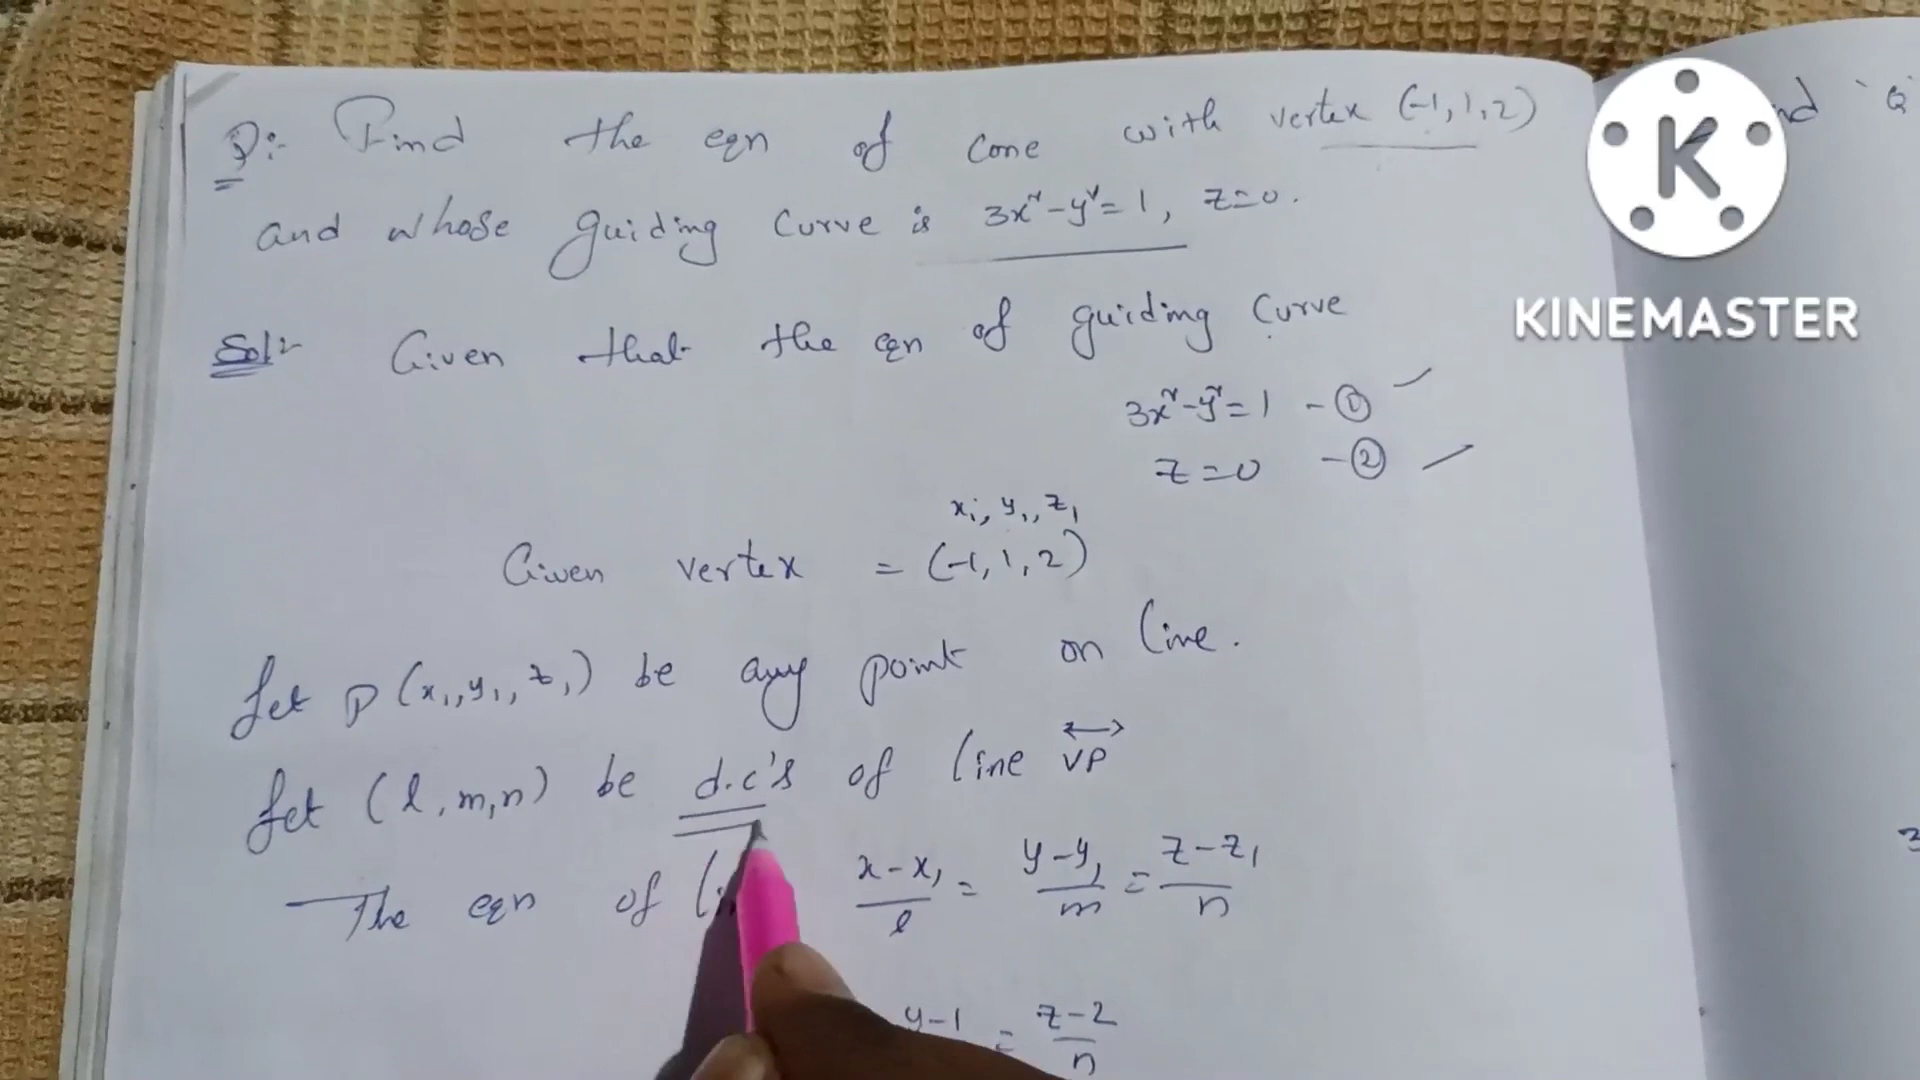 P:- Find the eqn of cone with vertex (-1, 1, 2)
and whose guiding curve is 3x² - y² = 1, z=0.
Sol:- Given that the eqn of guiding curve
3x² - y² = 1 - ①
z = 0 - ②
x₁, y₁, z₁
Given vertex = (-1, 1, 2)
Let P(x₁, y₁, z₁) be any point on line.
Let (l, m, n) be d.c's of line VP
The eqn of x-x₁/l = y-y₁/m = z-z₁/n
y-1 = z-2/n
KINEMASTER
K